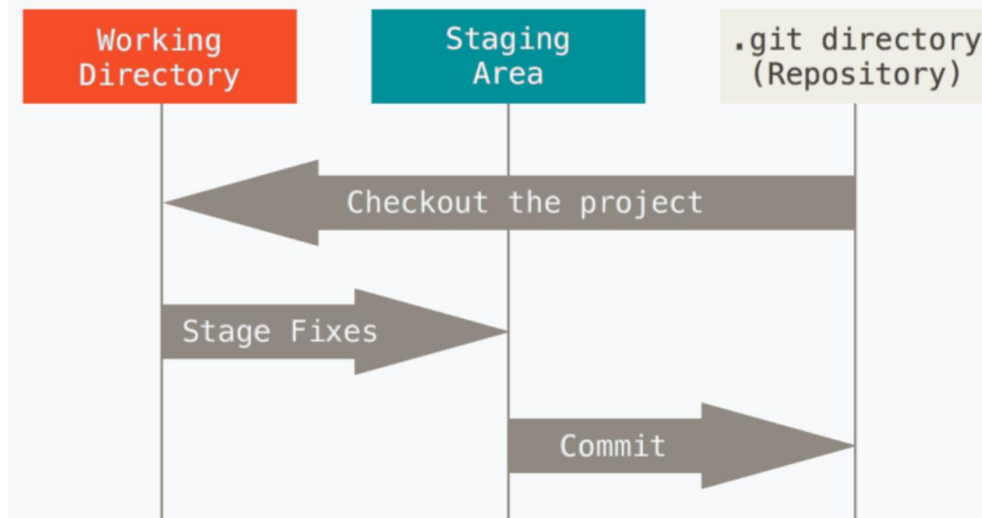 Working
Directory
Staging
Area
.git directory
(Repository)
Checkout the project
Stage Fixes
Commit